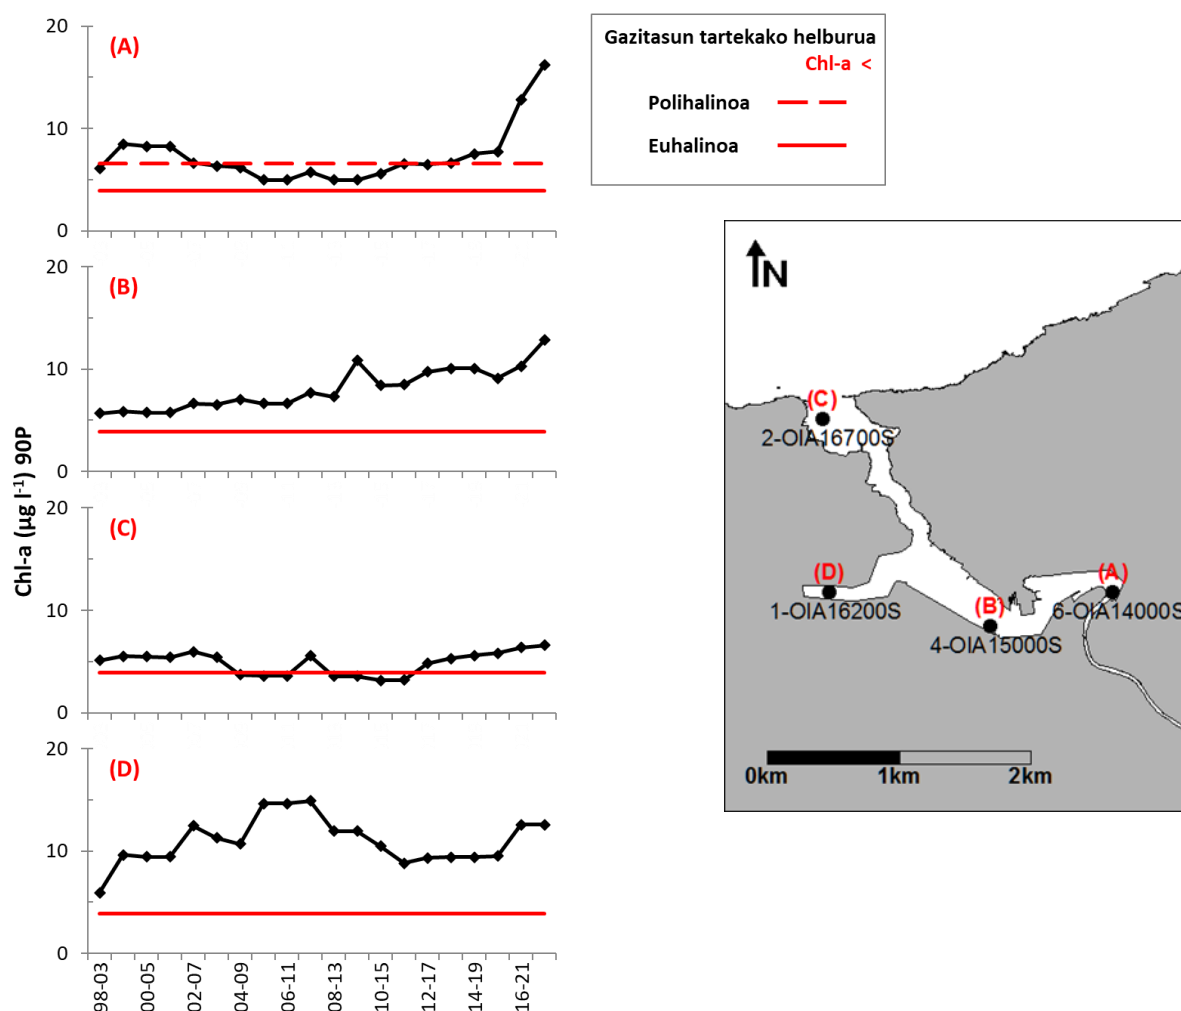 Chl-a (µg l⁻¹) 90P
20
(A)
10
0
20
(B)
10
0
20
(C)
10
0
20
(D)
10
0
98-03
00-05
02-07
04-09
06-11
08-13
10-15
12-17
14-19
16-21
Gazitasun tartekako helburua
Chl-a <
Polihalinoa
Euhalinoa
N
(C)
2-OIA16700S
(D)
1-OIA16200S
(B)
4-OIA15000S
(A)
6-OIA14000S
0km
1km
2km